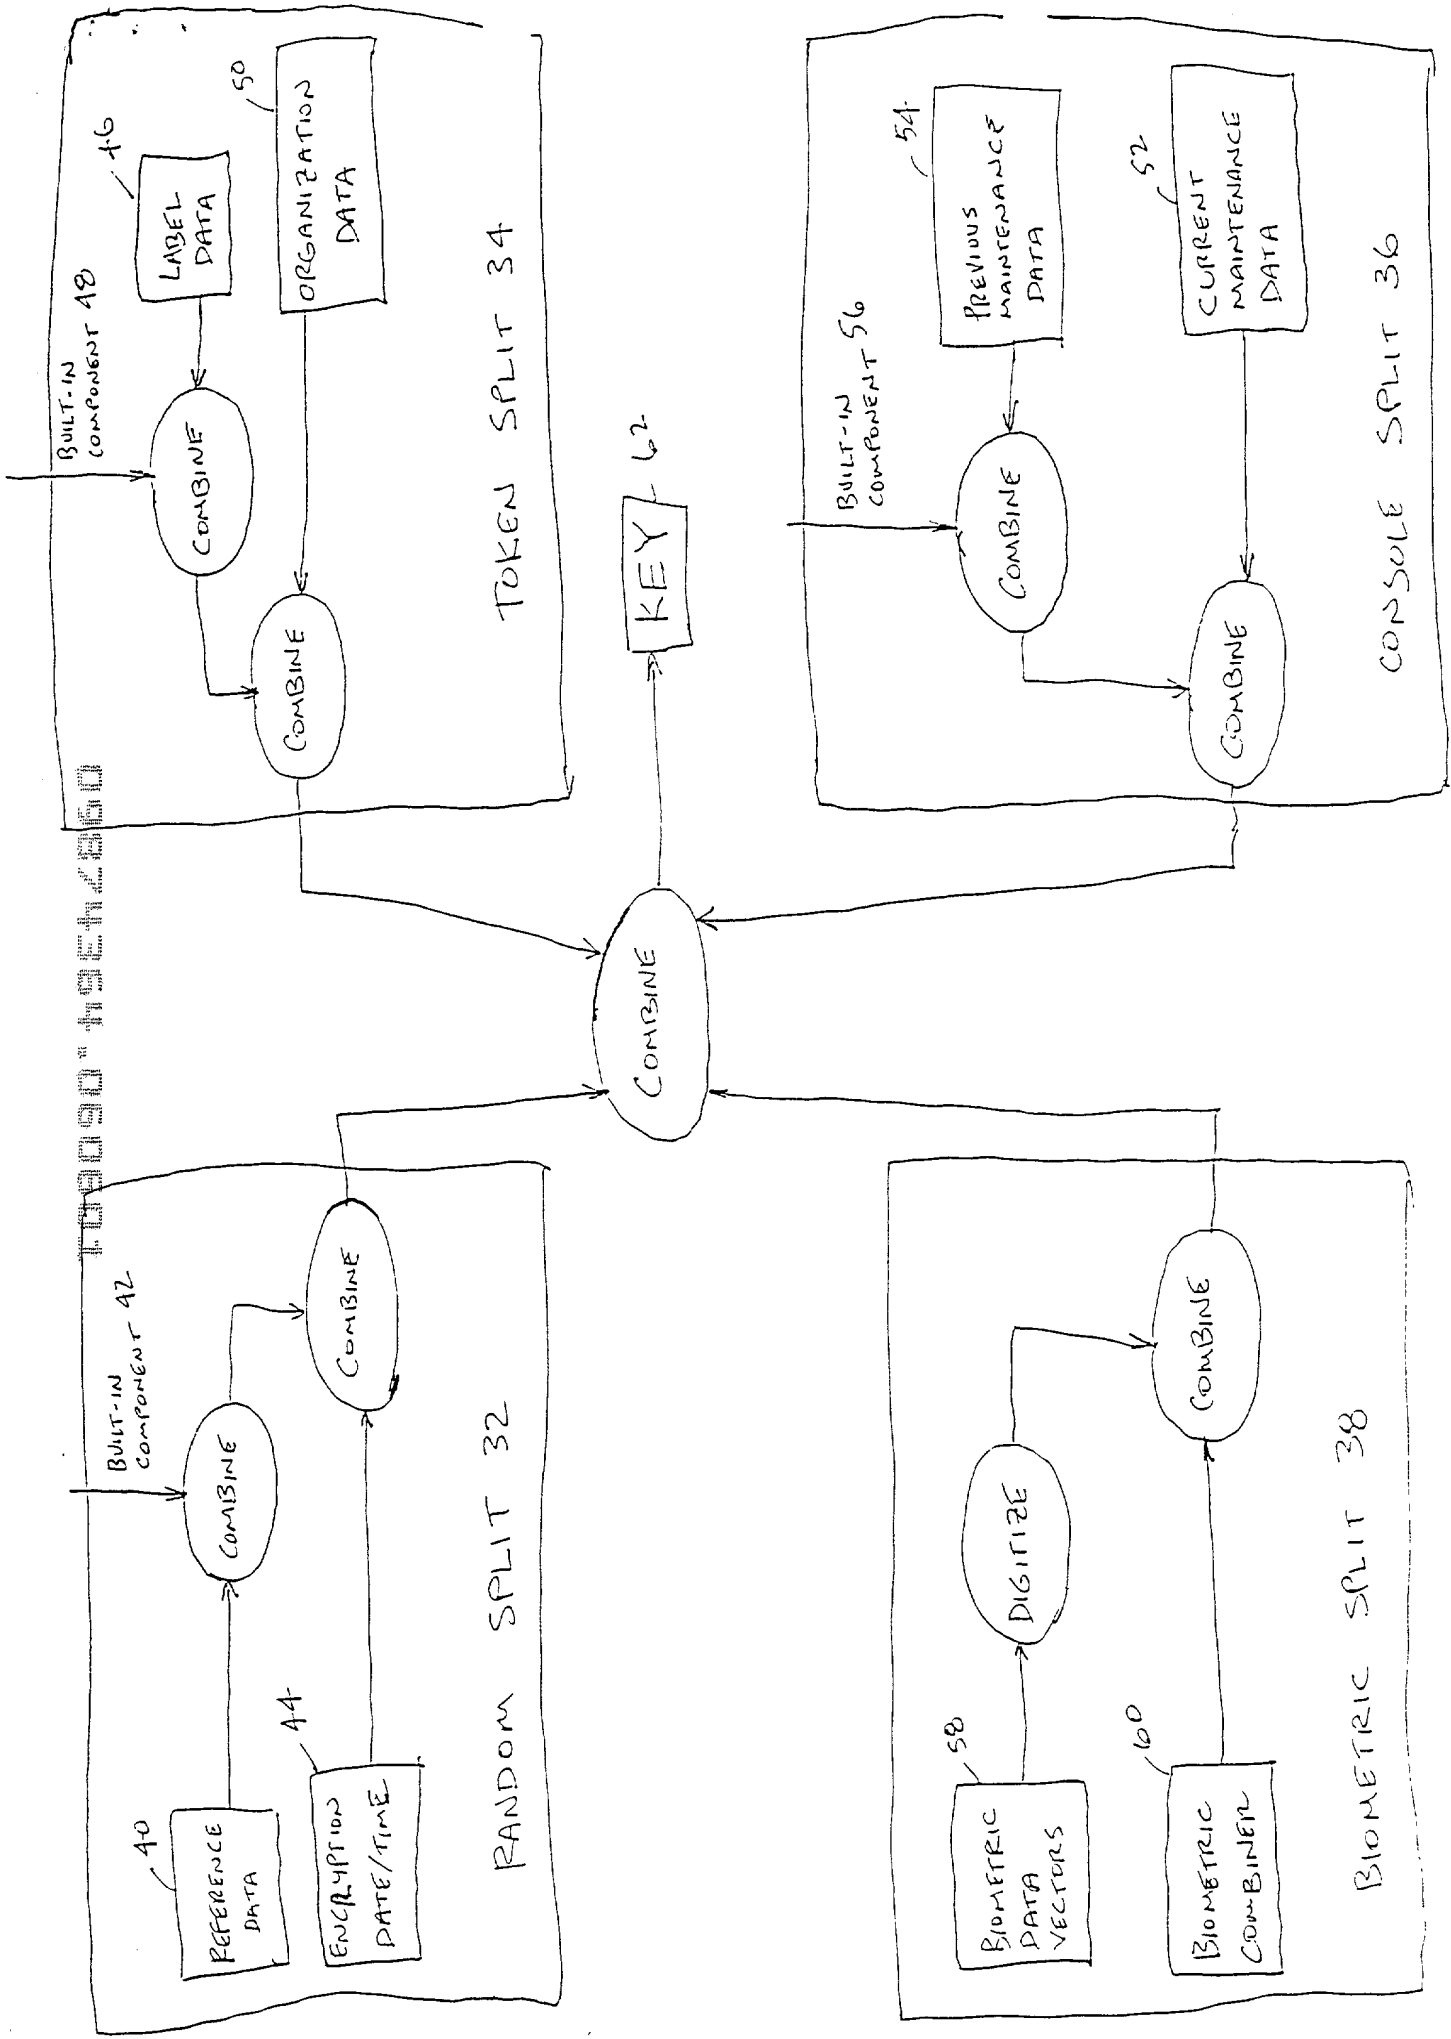 BUILT-IN
COMPONENT 42
40
REFERENCE
DATA
COMBINE
44
ENCRYPTION
DATE/TIME
COMBINE
RANDOM SPLIT 32
BUILT-IN
COMPONENT 48
46
LABEL
DATA
COMBINE
50
ORGANIZATION
DATA
COMBINE
TOKEN SPLIT 34
COMBINE
KEY
62
58
BIOMETRIC
DATA
VECTORS
DIGITIZE
60
BIOMETRIC
COMBINER
COMBINE
BIOMETRIC SPLIT 38
BUILT-IN
COMPONENT 56
54
PREVIOUS
MAINTENANCE
DATA
COMBINE
52
CURRENT
MAINTENANCE
DATA
COMBINE
CONSOLE SPLIT 36